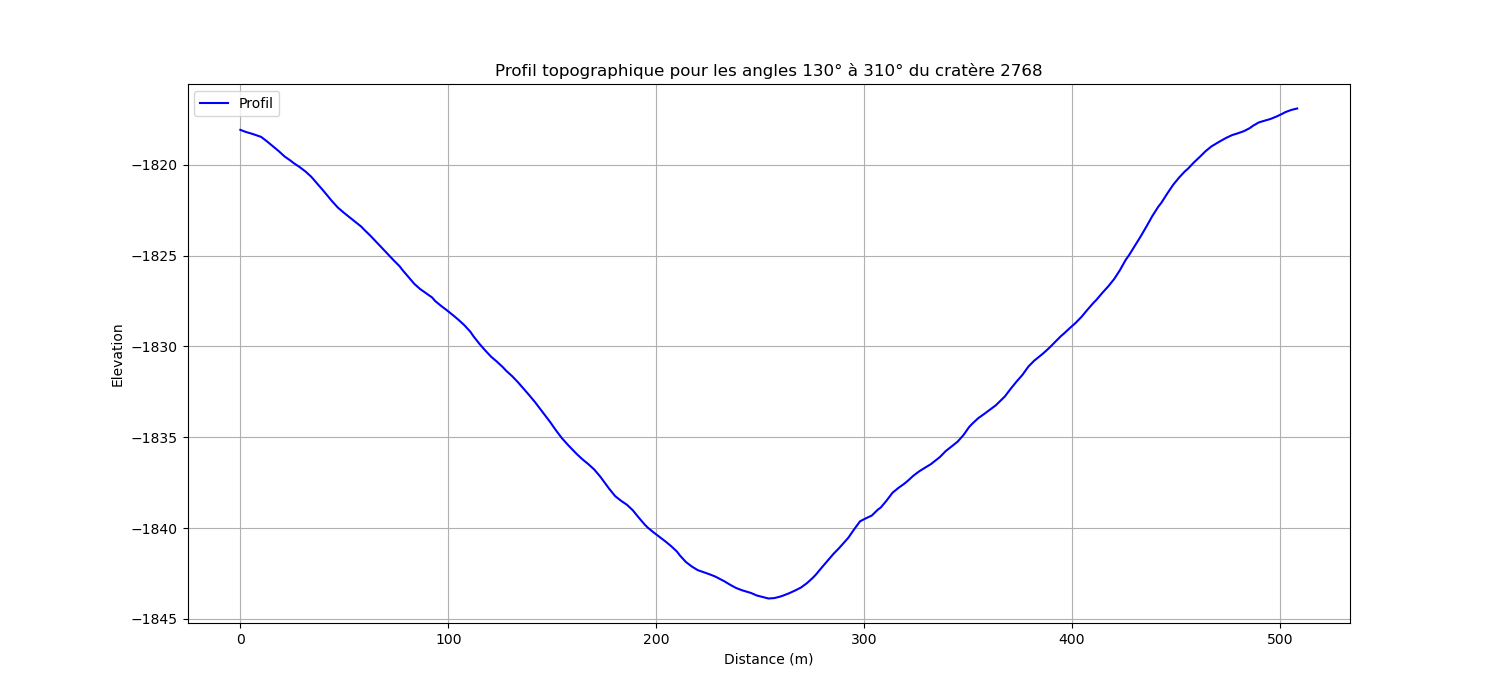 Profil topographique pour les angles 130° à 310° du cratère 2768
Profil
−1820
−1825
−1830
−1835
−1840
−1845
Elevation
0 100 200 300 400 500
Distance (m)